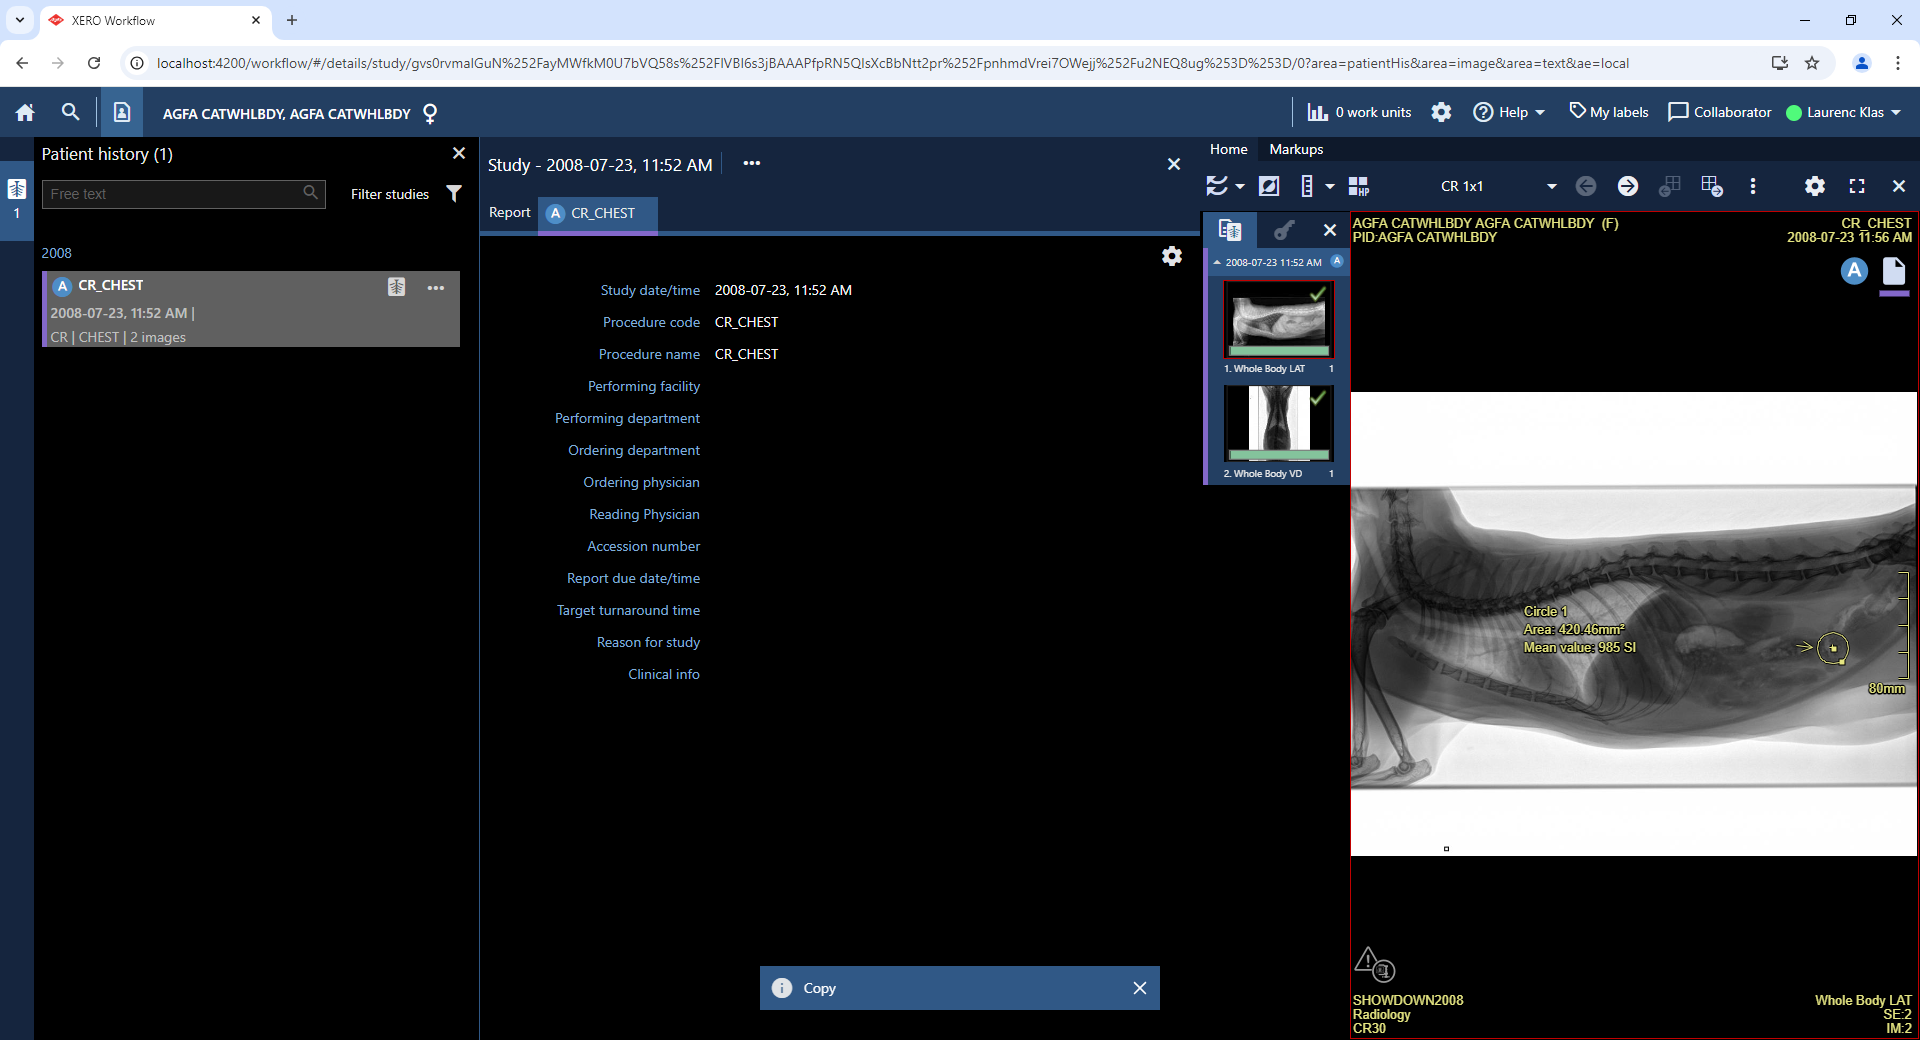 XERO Workflow
localhost:4200/workflow/#/details/study/gvs0rvmalGuN%252FayMWfkM0U7bVQ58s%252FlVBI6s3jBAAAPfpRN5QlsXcBbNtt2pr%252FpnhmdVrei7OWejj%252Fu2NEQ8ug%253D%253D/0?area=patientHis&area=image&area=text&ae=local
AGFA CATWHLBDY, AGFA CATWHLBDY
0 work units
Help
My labels
Collaborator
Laurenc Klas
1
Patient history (1)
Free text
Filter studies
2008
A CR_CHEST
2008-07-23, 11:52 AM |
CR | CHEST | 2 images
Study - 2008-07-23, 11:52 AM
Report
A CR_CHEST
Study date/time 2008-07-23, 11:52 AM
Procedure code CR_CHEST
Procedure name CR_CHEST
Performing facility
Performing department
Ordering department
Ordering physician
Reading Physician
Accession number
Report due date/time
Target turnaround time
Reason for study
Clinical info
Copy
Home
Markups
HP
CR 1x1
2008-07-23 11:52 AM A
1. Whole Body LAT 1
2. Whole Body VD 1
AGFA CATWHLBDY AGFA CATWHLBDY (F)
PID:AGFA CATWHLBDY
CR_CHEST
2008-07-23 11:56 AM
A
Circle 1
Area: 420.46mm²
Mean value: 985 SI
80mm
SHOWDOWN2008
Radiology
CR30
Whole Body LAT
SE:2
IM:2